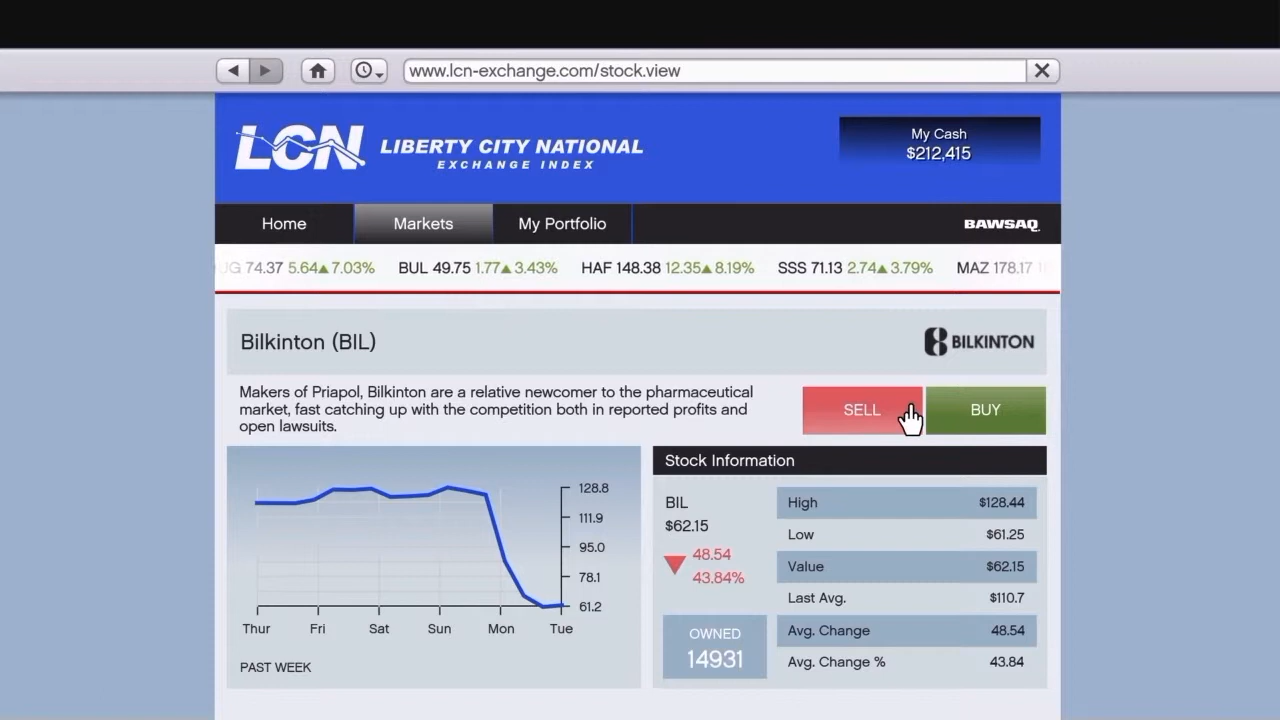 www.lcn-exchange.com/stock.view
LCN LIBERTY CITY NATIONAL
EXCHANGE INDEX
My Cash
$212,415
Home Markets My Portfolio BAWSAQ
74.37 5.64▲7.03% BUL 49.75 1.77▲3.43% HAF 148.38 12.35▲8.19% SSS 71.13 2.74▲3.79% MAZ 178.17
Bilkinton (BIL)
BILKINTON
Makers of Priapol, Bilkinton are a relative newcomer to the pharmaceutical
market, fast catching up with the competition both in reported profits and
open lawsuits.
SELL BUY
128.8
111.9
95.0
78.1
61.2
Thur Fri Sat Sun Mon Tue
PAST WEEK
Stock Information
BIL
$62.15
▼ 48.54
43.84%
OWNED
14931
High $128.44
Low $61.25
Value $62.15
Last Avg. $110.7
Avg. Change 48.54
Avg. Change % 43.84